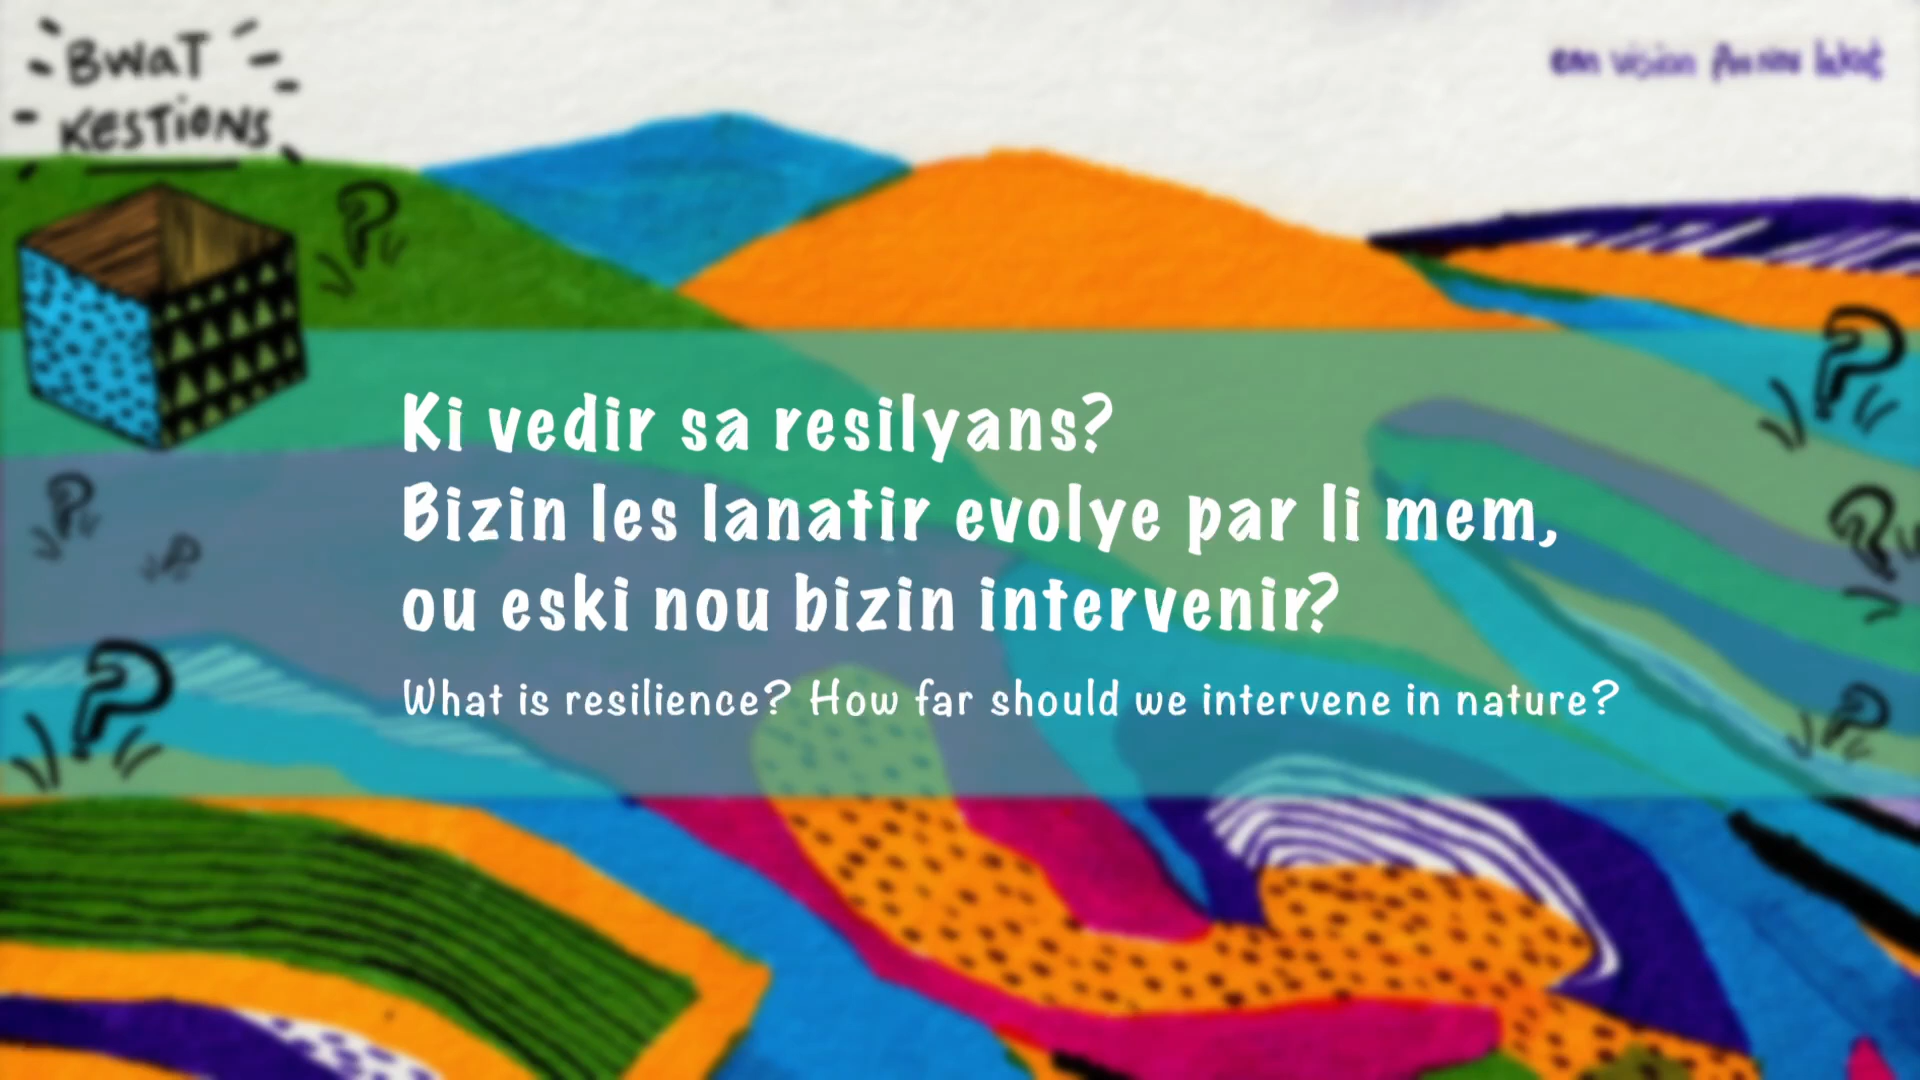 BWaT
KESTIONS
Ki vedir sa resilyans?
Bizin les lanatir evolye par li mem,
ou eski nou bizin intervenir?
What is resilience? How far should we intervene in nature?